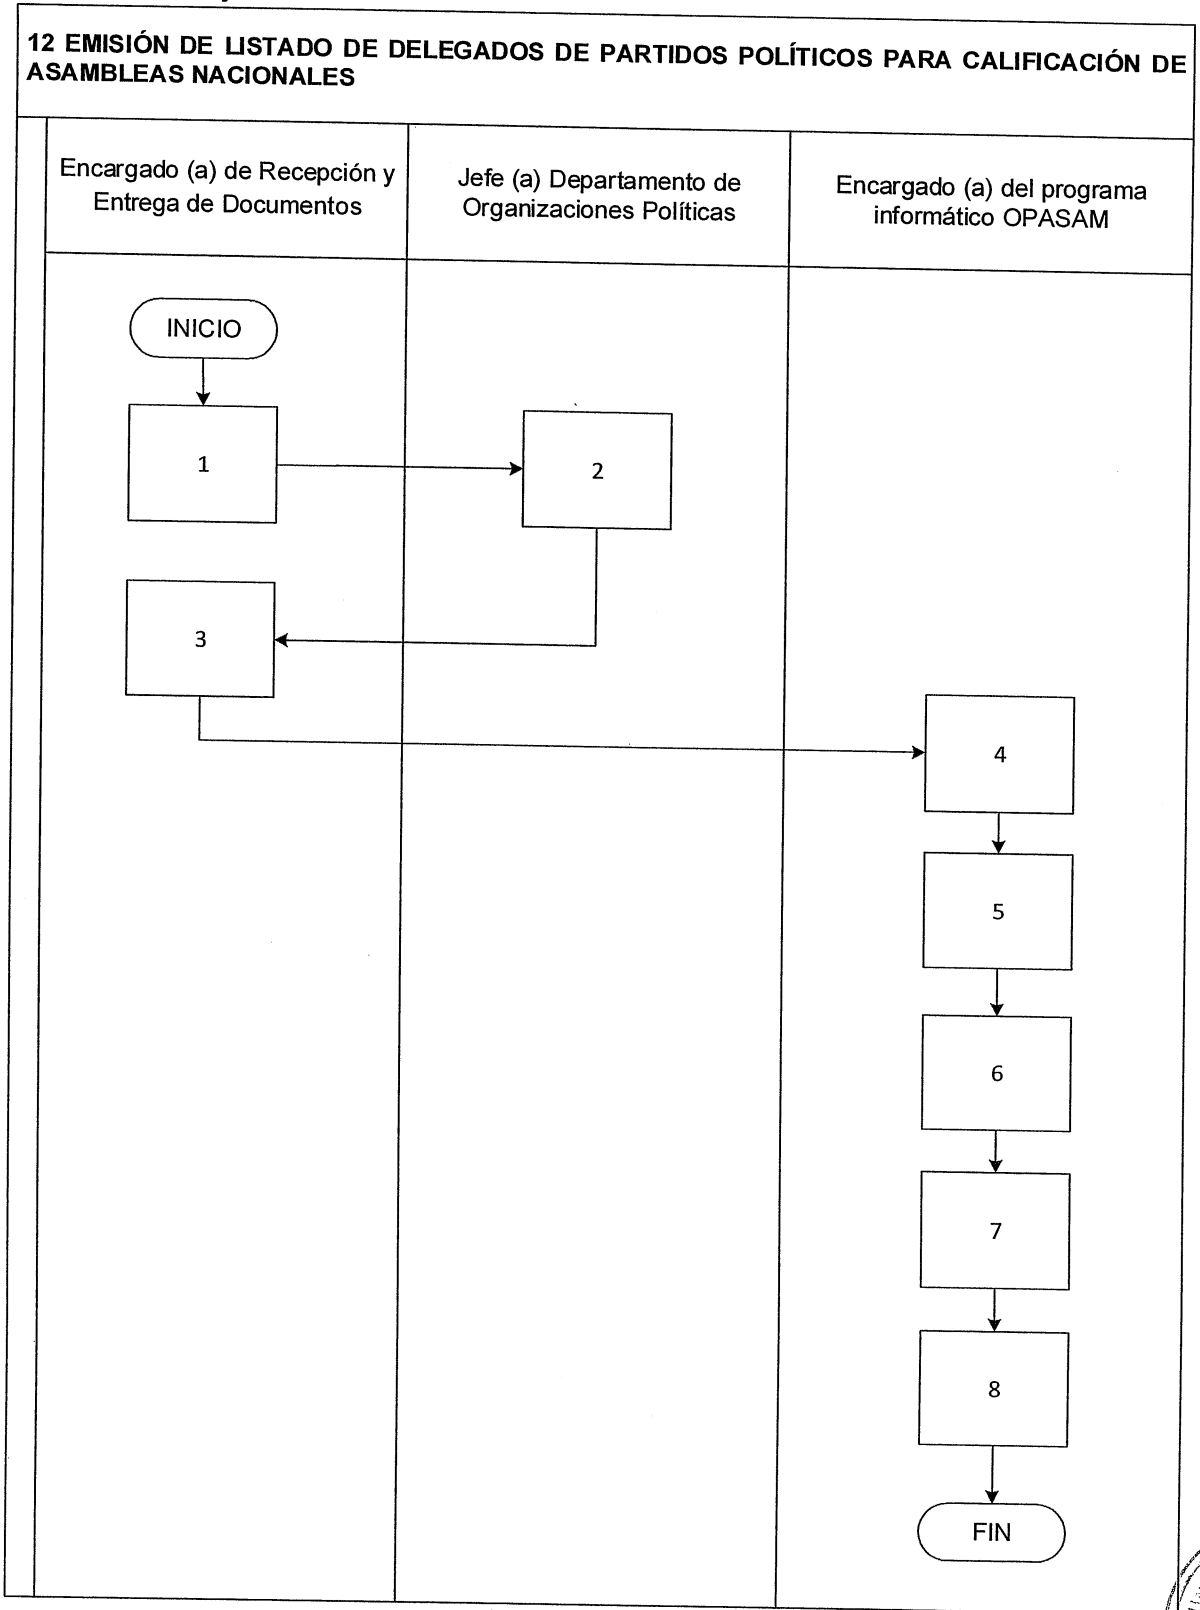 12 EMISIÓN DE LISTADO DE DELEGADOS DE PARTIDOS POLÍTICOS PARA CALIFICACIÓN DE
ASAMBLEAS NACIONALES
Encargado (a) de Recepción y
Entrega de Documentos
Jefe (a) Departamento de
Organizaciones Políticas
Encargado (a) del programa
informático OPASAM
INICIO
1
2
3
4
5
6
7
8
FIN